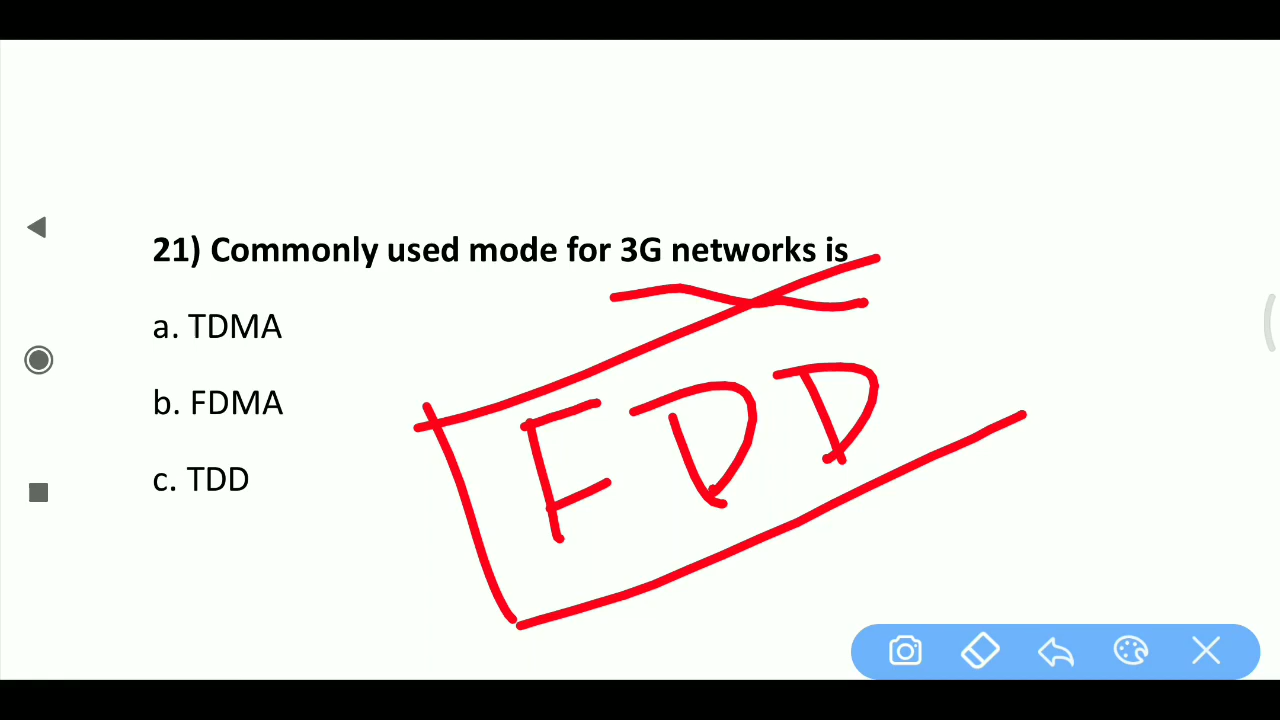 21) Commonly used mode for 3G networks is
a. TDMA
b. FDMA
c. TDD
FDD